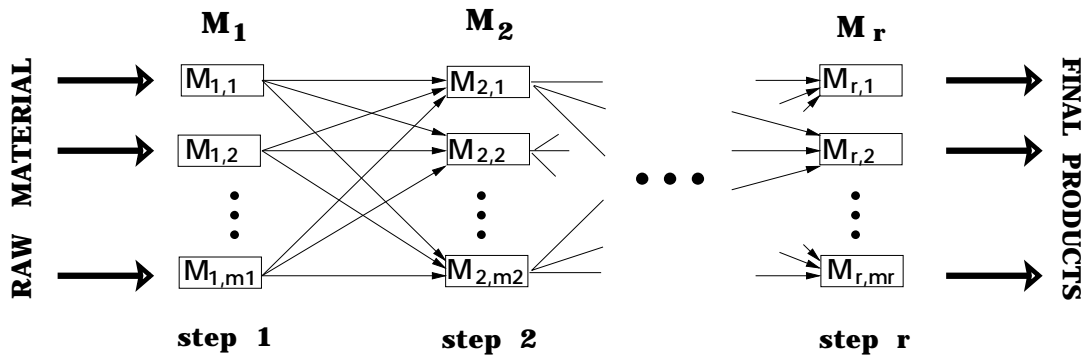 M1 M2 Mr
RAW MATERIAL
M1,1 M2,1 Mr,1
M1,2 M2,2 Mr,2
M1,m1 M2,m2 Mr,mr
FINAL PRODUCTS
step 1 step 2 step r